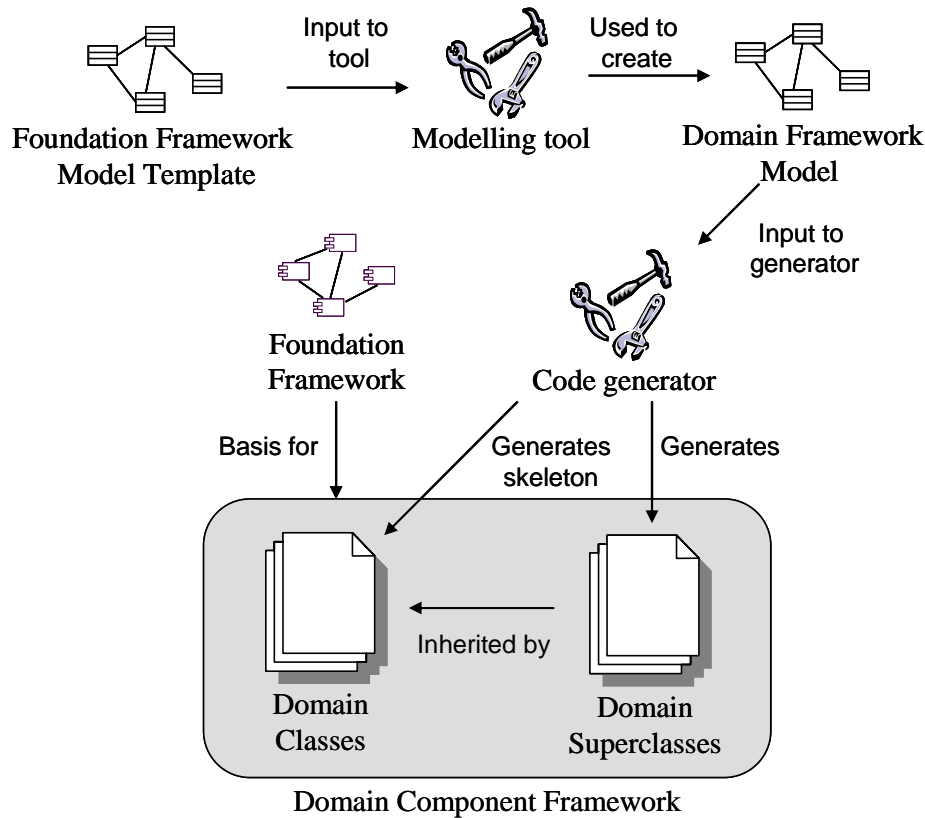 Input to
tool
Used to
create
Foundation Framework
Model Template
Modelling tool
Domain Framework
Model
Input to
generator
Foundation
Framework
Code generator
Basis for
Generates
skeleton
Generates
Inherited by
Domain
Classes
Domain
Superclasses
Domain Component Framework